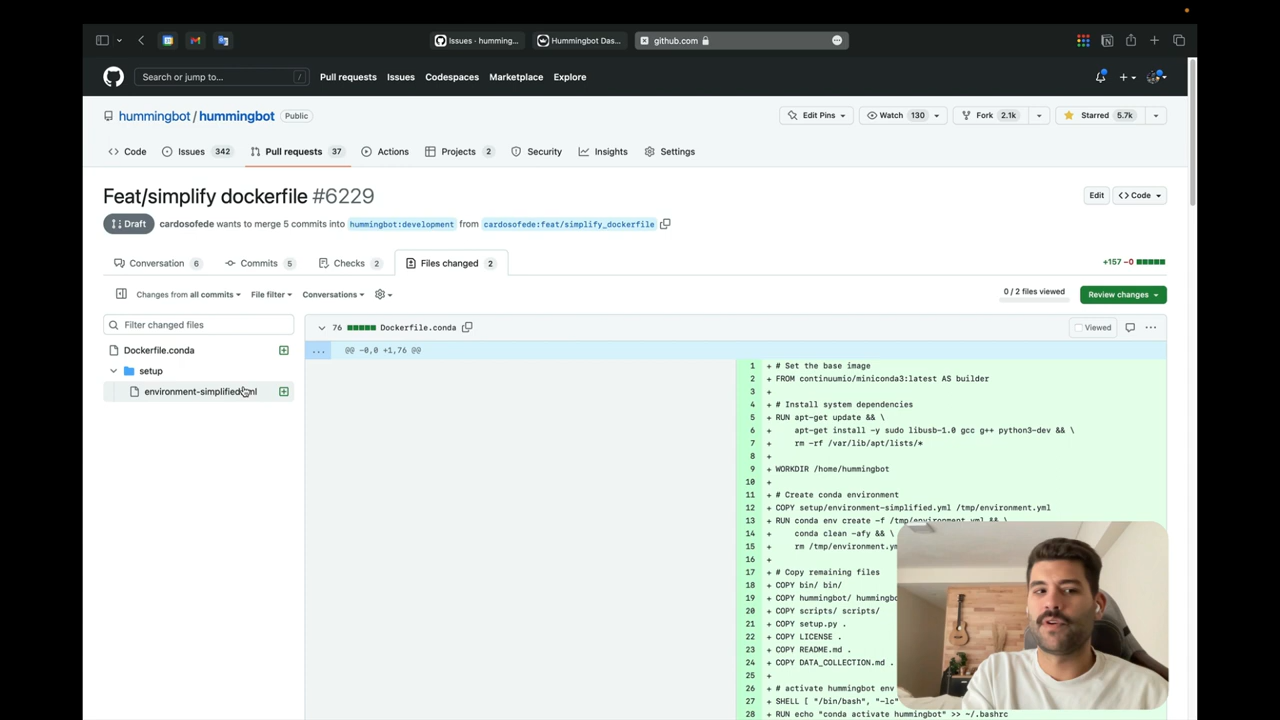 Issues · humming...
Hummingbot Das...
github.com
Search or jump to...
/
Pull requests
Issues
Codespaces
Marketplace
Explore
hummingbot / hummingbot
Public
Edit Pins
Watch 130
Fork 2.1k
Starred 5.7k
Code
Issues 342
Pull requests 37
Actions
Projects 2
Security
Insights
Settings
Feat/simplify dockerfile #6229
Edit
<> Code
Draft
cardosofede wants to merge 5 commits into hummingbot:development from cardosofede:feat/simplify_dockerfile
Conversation 6
Commits 5
Checks 2
Files changed 2
+157 −0
Changes from all commits
File filter
Conversations
0 / 2 files viewed
Review changes
Filter changed files
76 Dockerfile.conda
Viewed
...
Dockerfile.conda
... @@ -0,0 +1,76 @@
setup
environment-simplified
1 + # Set the base image
2 + FROM continuumio/miniconda3:latest AS builder
3 +
4 + # Install system dependencies
5 + RUN apt-get update && \
6 + apt-get install -y sudo libusb-1.0 gcc g++ python3-dev && \
7 + rm -rf /var/lib/apt/lists/*
8 +
9 + WORKDIR /home/hummingbot
10 +
11 + # Create conda environment
12 + COPY setup/environment-simplified.yml /tmp/environment.yml
13 + RUN conda env create -f /tmp/environment.yml && \
14 + conda clean -afy && \
15 + rm /tmp/environment.ym
16 +
17 + # Copy remaining files
18 + COPY bin/ bin/
19 + COPY hummingbot/ hummingbo
20 + COPY scripts/ scripts/
21 + COPY setup.py .
22 + COPY LICENSE .
23 + COPY README.md .
24 + COPY DATA_COLLECTION.md .
25 +
26 + # activate hummingbot env
27 + SHELL [ "/bin/bash", "-lc"
28 + RUN echo "conda activate hummingbot" >> ~/.bashrc